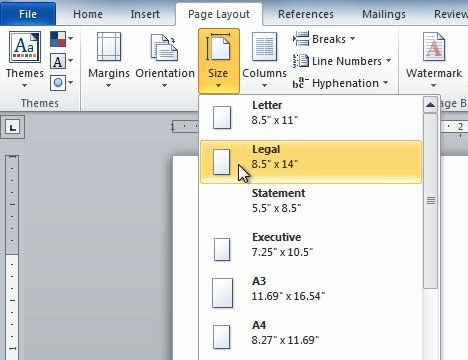 File Home Insert Page Layout References Mailings Review
Themes Margins Orientation Size Columns Breaks Watermark
Line Numbers
Hyphenation
Themes
Letter
8.5" x 11"
Legal
8.5" x 14"
Statement
5.5" x 8.5"
Executive
7.25" x 10.5"
A3
11.69" x 16.54"
A4
8.27" x 11.69"